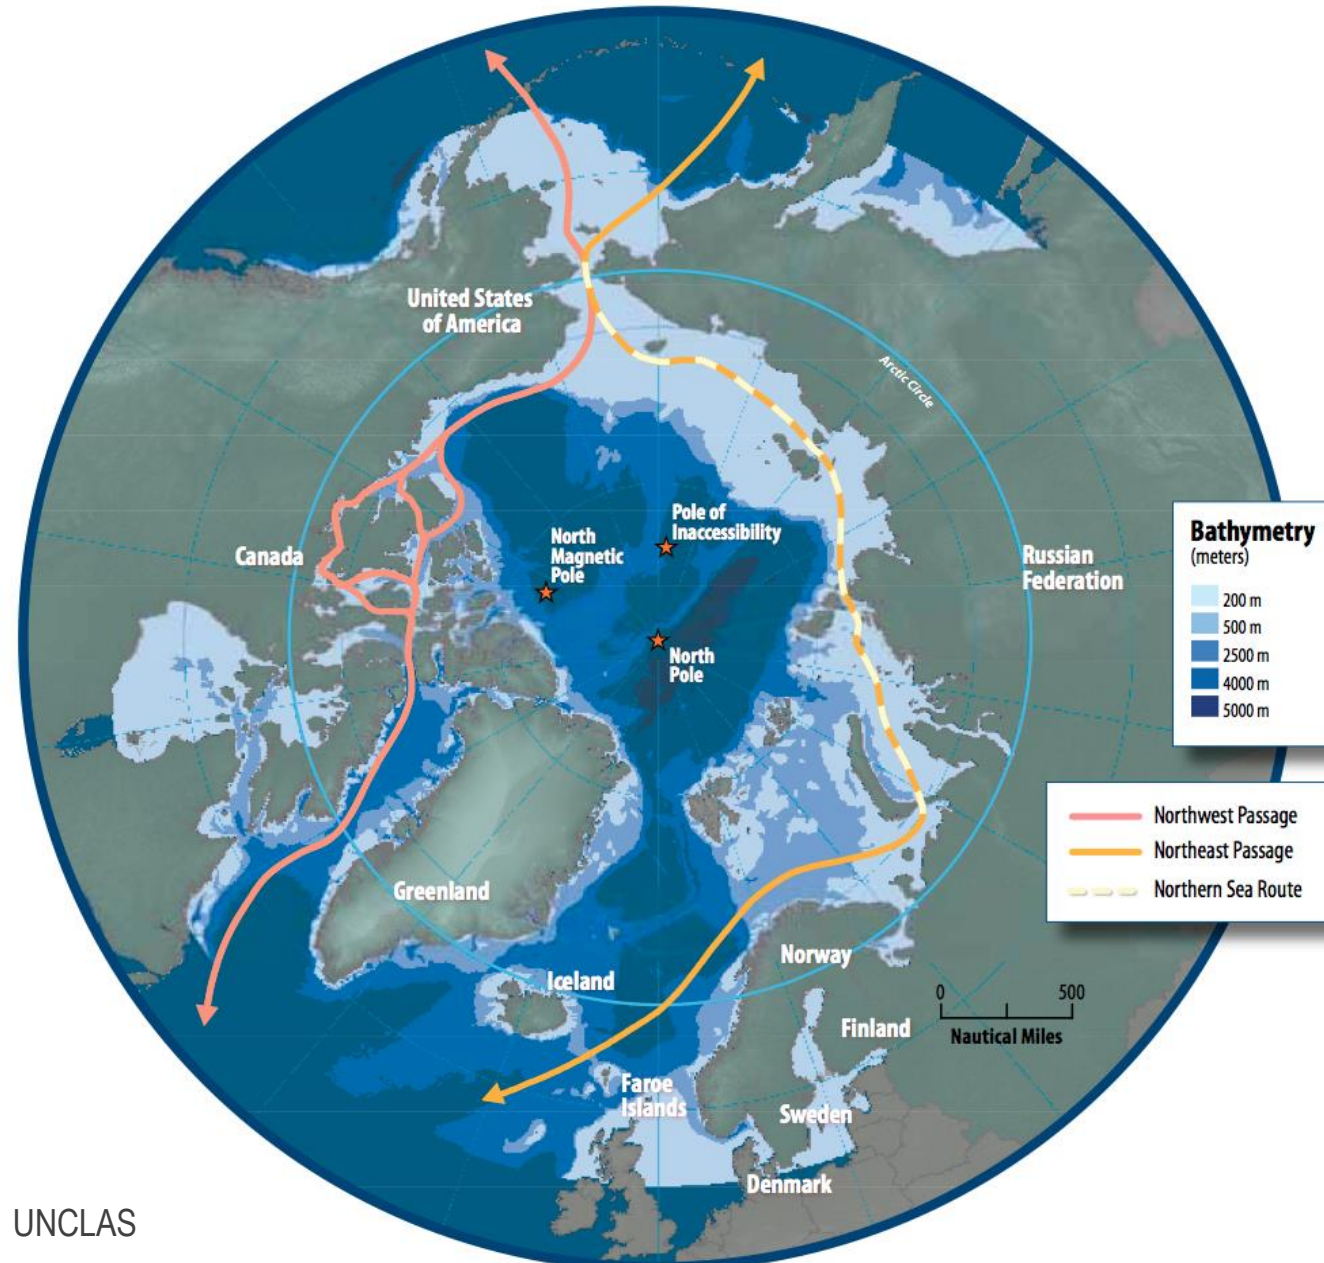 United States
of America
Arctic Circle
Pole of
Inaccessibility
North
Magnetic
Pole
Canada
Russian
Federation
North
Pole
Bathymetry
(meters)
200 m
500 m
2500 m
4000 m
5000 m
Northwest Passage
Northeast Passage
Northern Sea Route
Greenland
Norway
Iceland
0 500
Nautical Miles
Finland
Faroe
Islands
Sweden
Denmark
UNCLAS